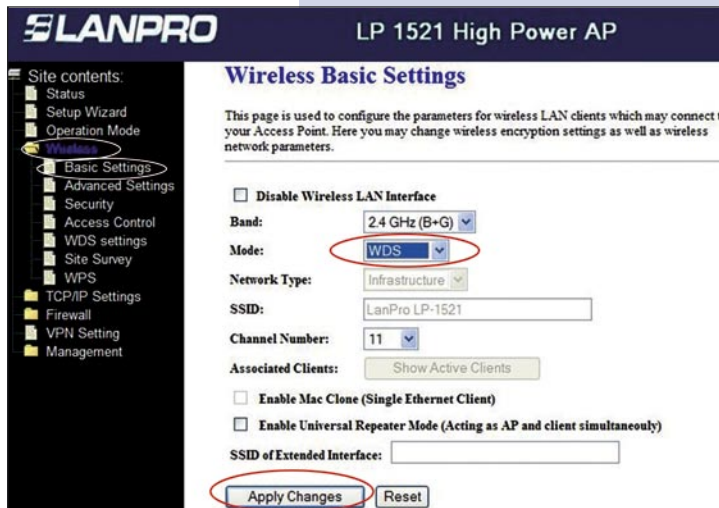 LANPRO
LP 1521 High Power AP
Site contents:
Status
Setup Wizard
Operation Mode
Wireless
Basic Settings
Advanced Settings
Security
Access Control
WDS settings
Site Survey
WPS
TCP/IP Settings
Firewall
VPN Setting
Management
Wireless Basic Settings
This page is used to configure the parameters for wireless LAN clients which may connect t
your Access Point. Here you may change wireless encryption settings as well as wireless
network parameters.
Disable Wireless LAN Interface
Band: 2.4 GHz (B+G)
Mode: WDS
Network Type: Infrastructure
SSID: LanPro LP-1521
Channel Number: 11
Associated Clients: Show Active Clients
Enable Mac Clone (Single Ethernet Client)
Enable Universal Repeater Mode (Acting as AP and client simultaneouly)
SSID of Extended Interface:
Apply Changes Reset